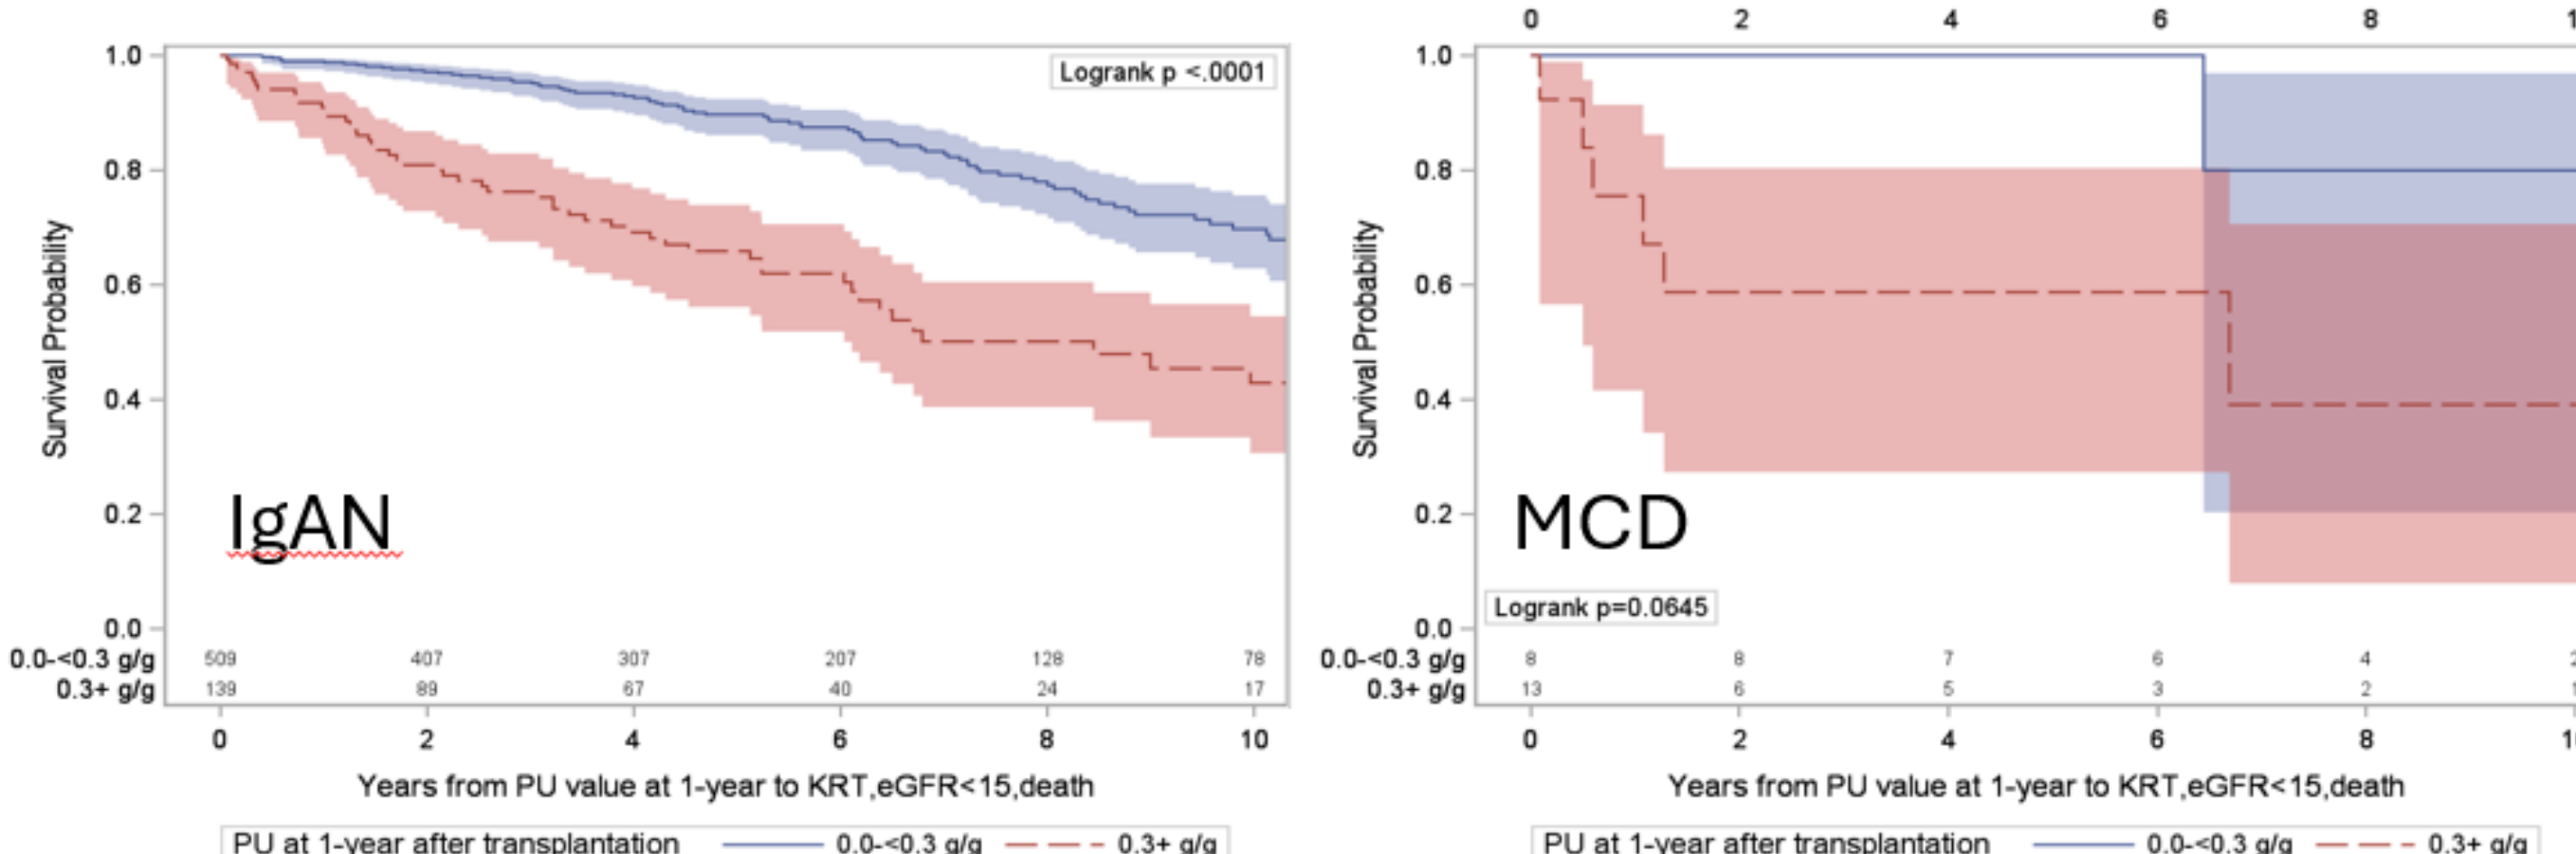 0 2 4 6 8
1.0 Logrank p <.0001
0.8
0.6
0.4
0.2
0.0
Survival Probability
IgAN
0.0-<0.3 g/g 509 407 307 207 128 78
0.3+ g/g 139 89 67 40 24 17
0 2 4 6 8 10
Years from PU value at 1-year to KRT,eGFR<15,death
PU at 1-year after transplantation 0.0-<0.3 g/g 0.3+ g/g
1.0
0.8
0.6
0.4
0.2
0.0
Survival Probability
MCD
Logrank p=0.0645
0.0-<0.3 g/g 8 8 7 6 4 2
0.3+ g/g 13 6 5 3 2
0 2 4 6 8
Years from PU value at 1-year to KRT,eGFR<15,death
PU at 1-year after transplantation 0.0-<0.3 g/g 0.3+ g/g